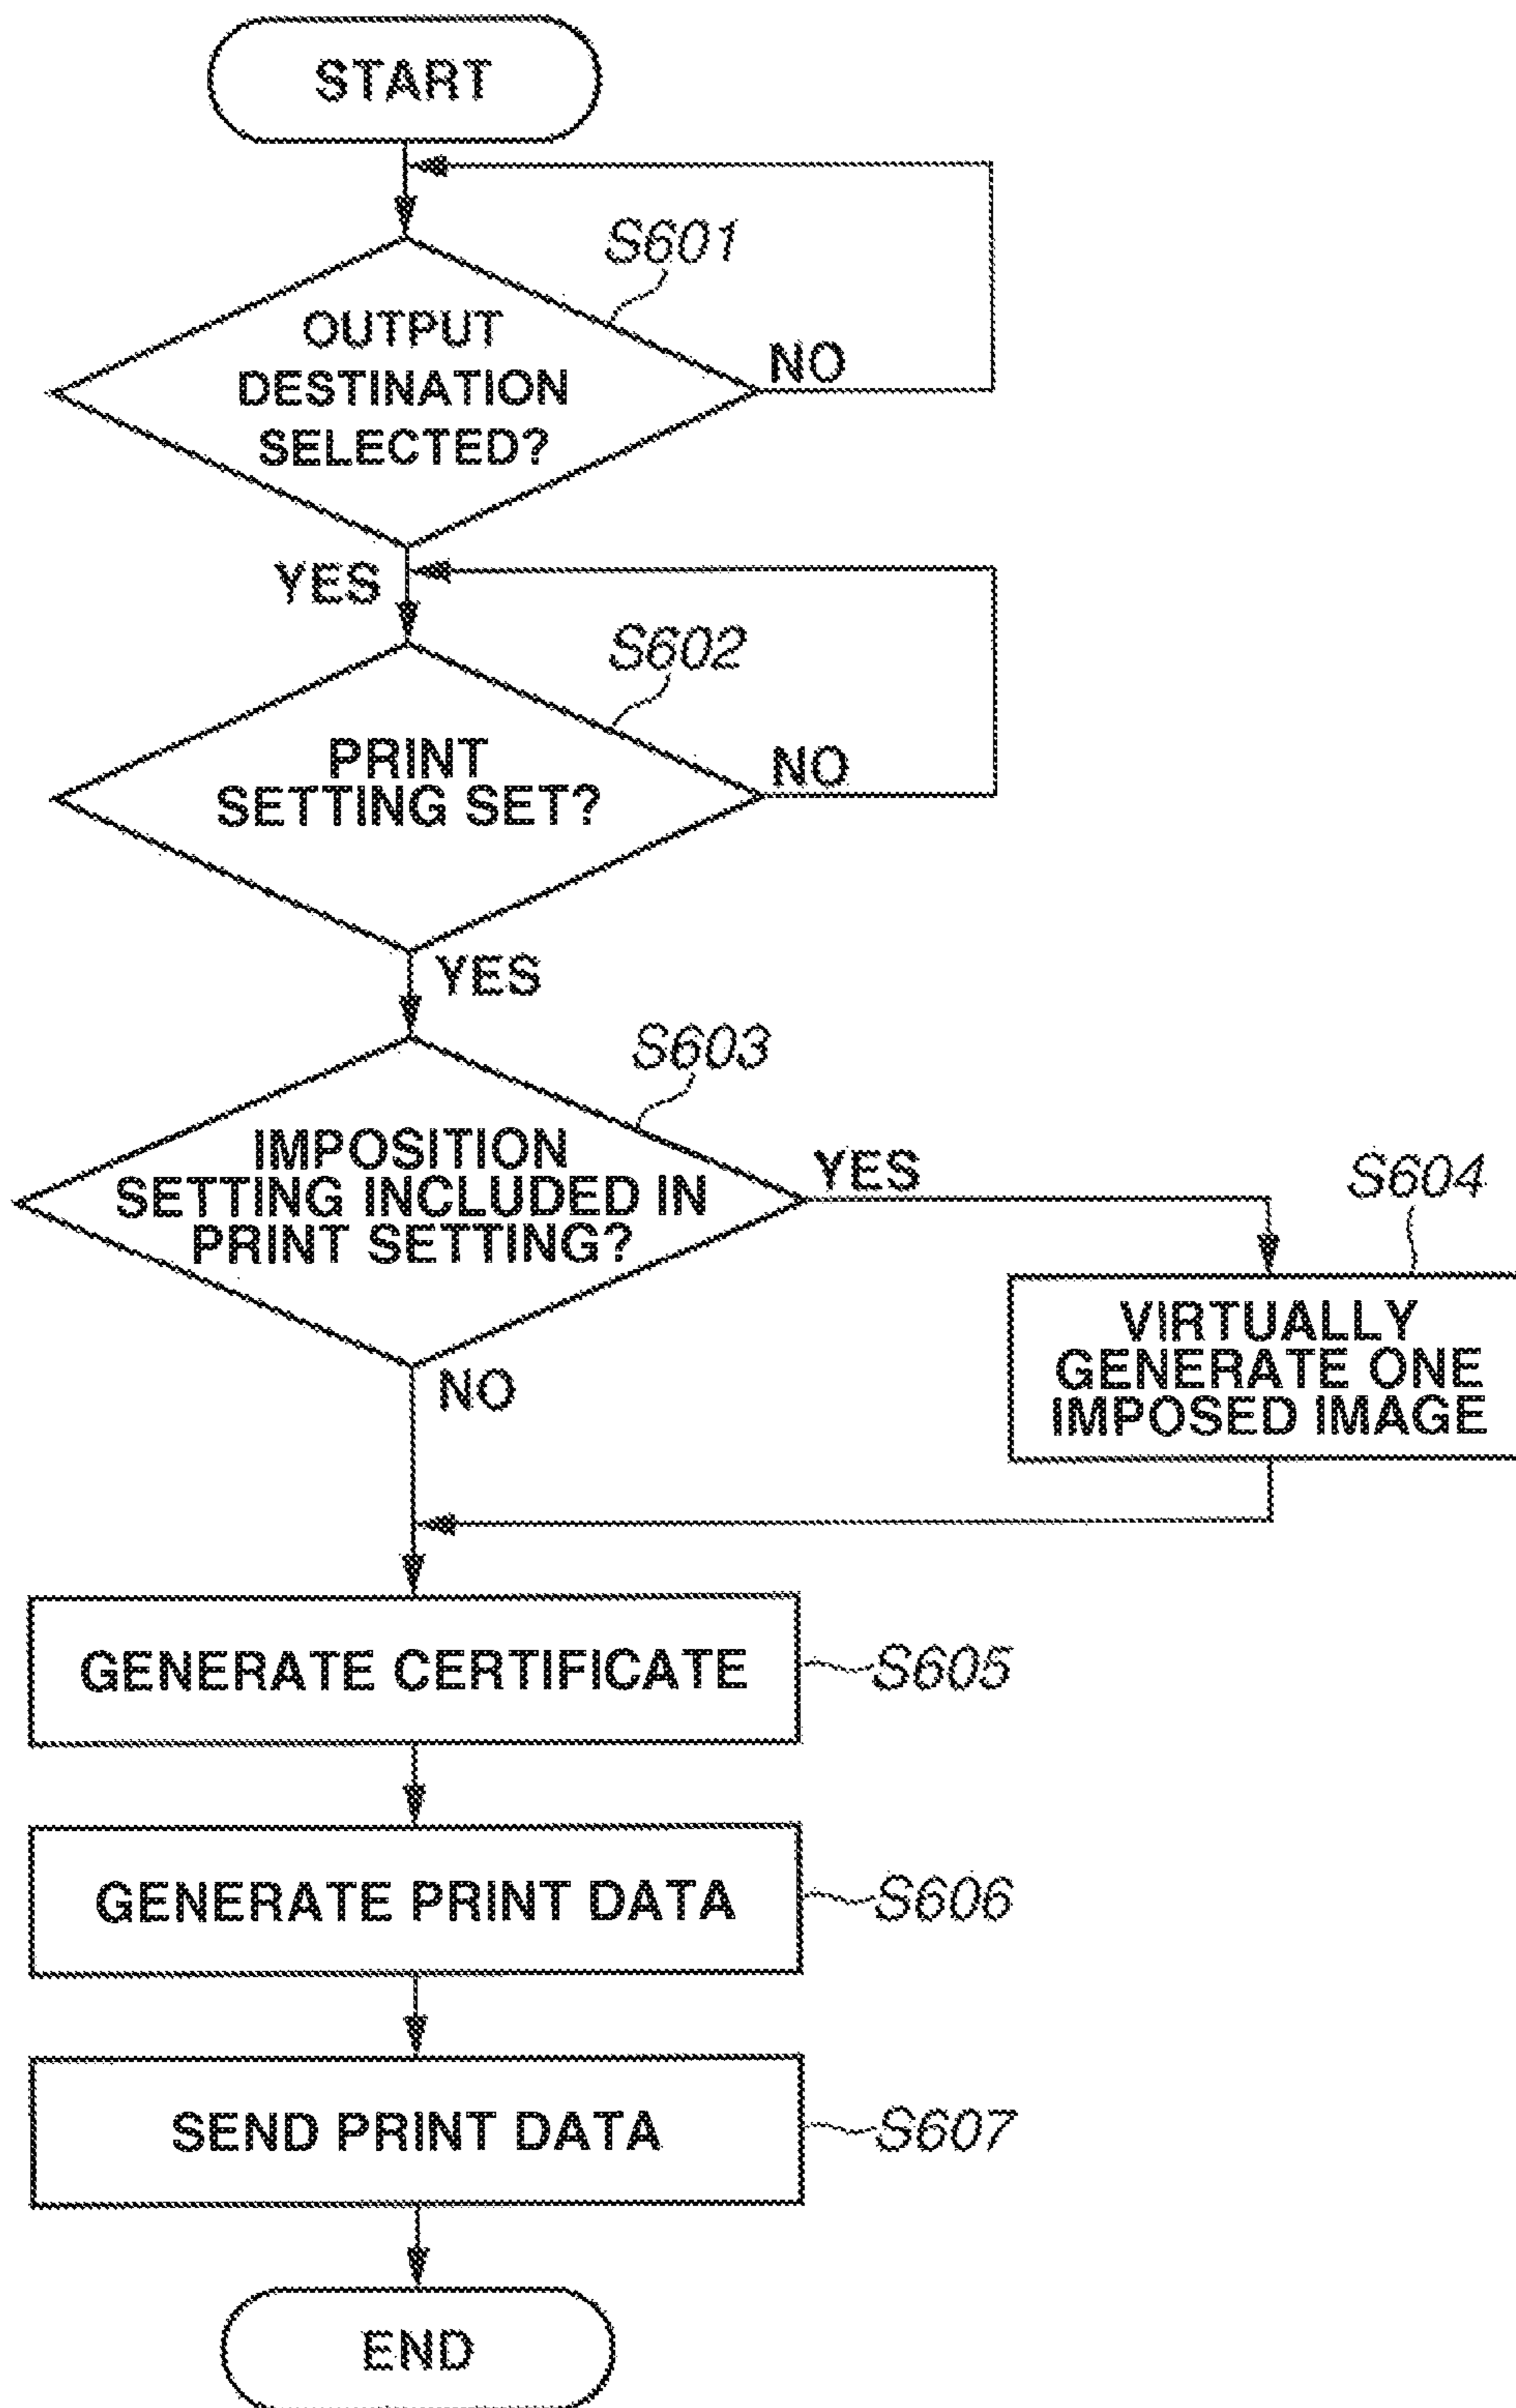 START
S601
OUTPUT
DESTINATION
SELECTED?
NO
YES
S602
PRINT
SETTING SET?
NO
YES
S603
IMPOSITION
SETTING INCLUDED IN
PRINT SETTING?
YES
S604
VIRTUALLY
GENERATE ONE
IMPOSED IMAGE
NO
GENERATE CERTIFICATE
S605
GENERATE PRINT DATA
S606
SEND PRINT DATA
S607
END